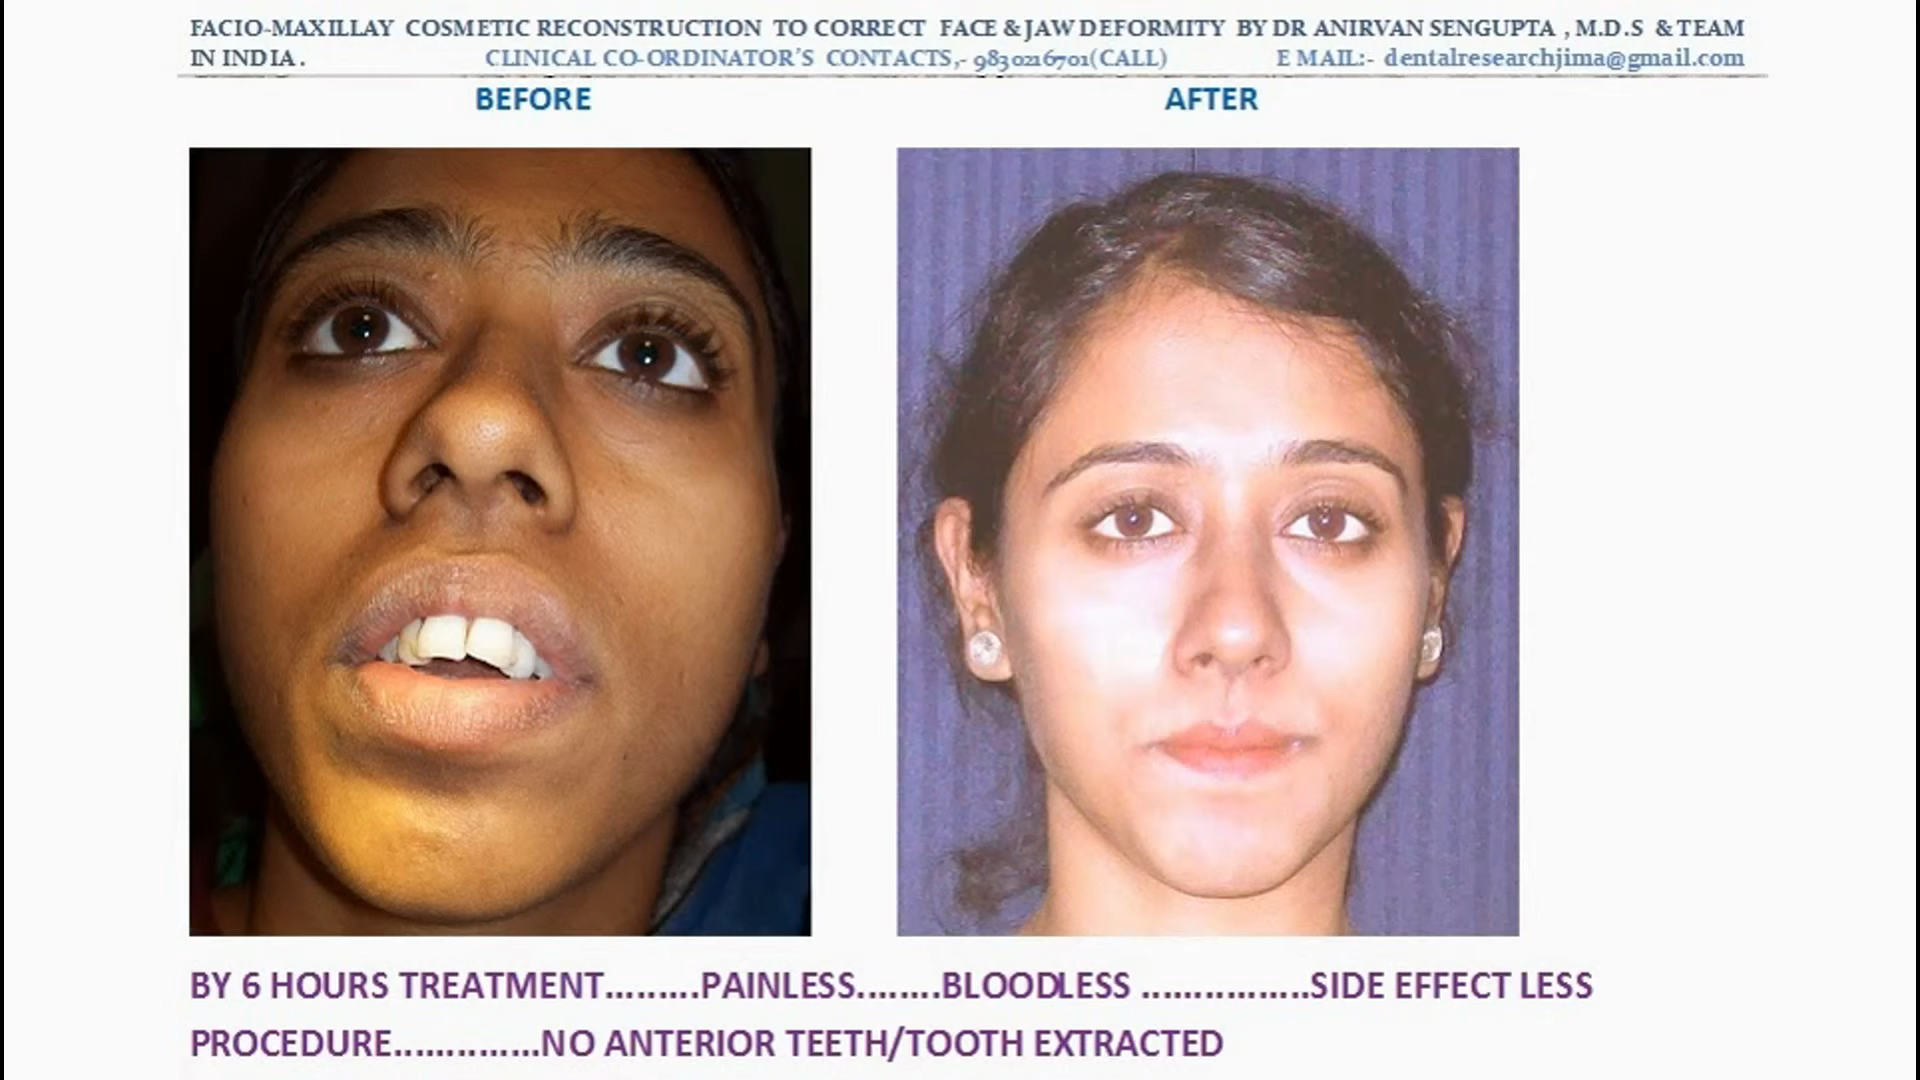 FACIO-MAXILLAY COSMETIC RECONSTRUCTION TO CORRECT FACE & JAW DEFORMITY BY DR ANIRVAN SENGUPTA , M.D.S & TEAM
IN INDIA. CLINICAL CO-ORDINATOR'S CONTACTS,- 9830216701(CALL) E MAIL:- dentalresearchjima@gmail.com
BEFORE AFTER
BY 6 HOURS TREATMENT.........PAINLESS........BLOODLESS ................SIDE EFFECT LESS
PROCEDURE..............NO ANTERIOR TEETH/TOOTH EXTRACTED